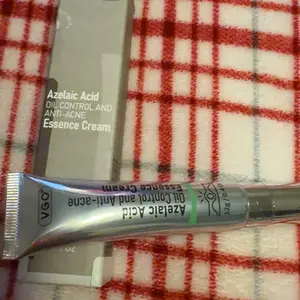 Azelaic Acid
OIL CONTROL AND
ANTI-ACNE
Essence Cream
VGO
Azelaic Acid
Oil Control and Anti-acne
Essence Cream